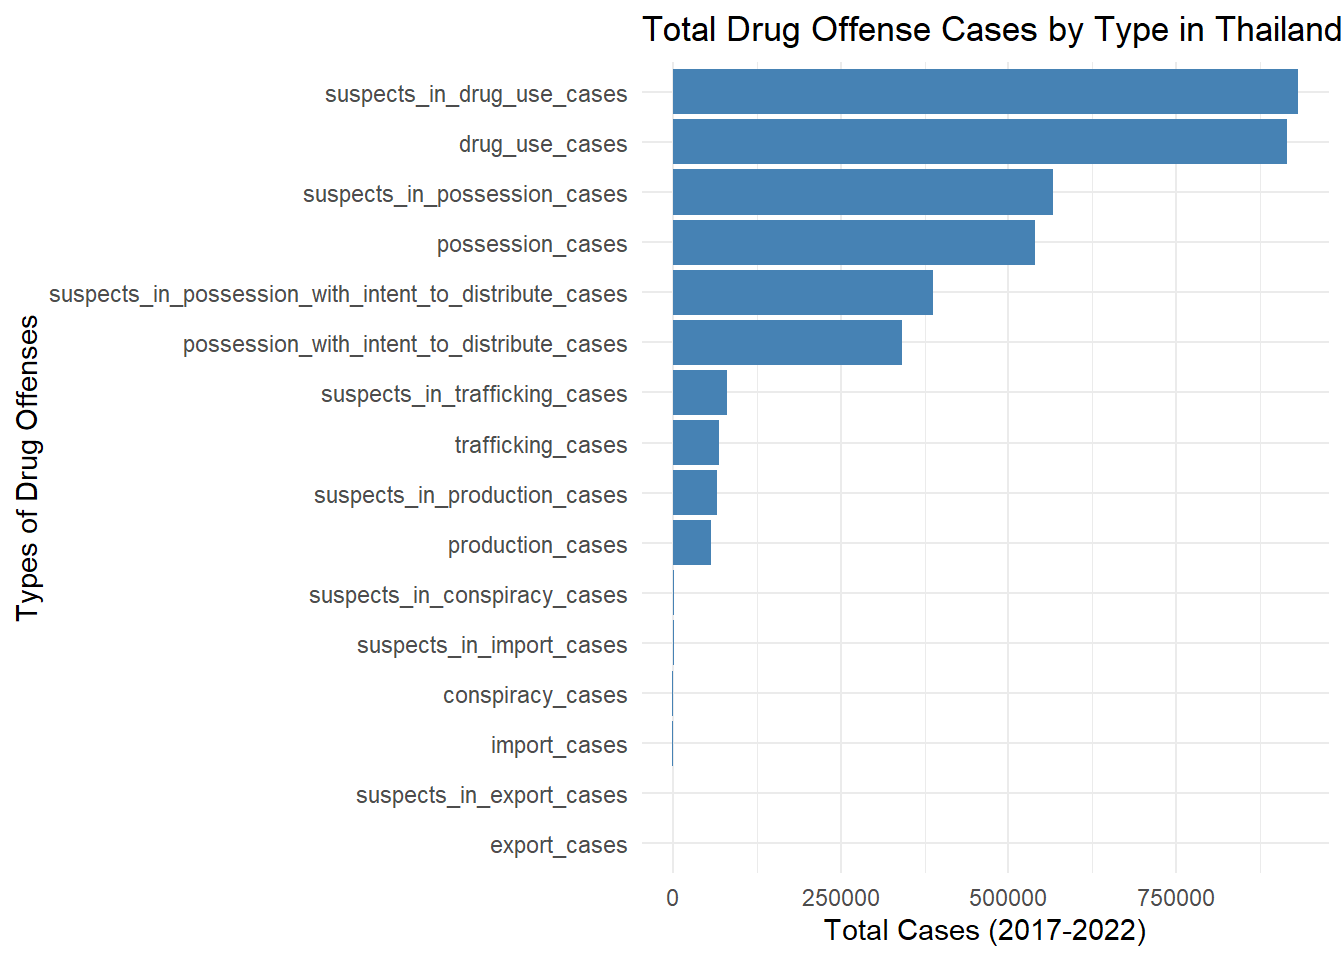 Total Drug Offense Cases by Type in Thailand
Types of Drug Offenses
suspects_in_drug_use_cases
drug_use_cases
suspects_in_possession_cases
possession_cases
suspects_in_possession_with_intent_to_distribute_cases
possession_with_intent_to_distribute_cases
suspects_in_trafficking_cases
trafficking_cases
suspects_in_production_cases
production_cases
suspects_in_conspiracy_cases
suspects_in_import_cases
conspiracy_cases
import_cases
suspects_in_export_cases
export_cases
0 250000 500000 750000
Total Cases (2017-2022)